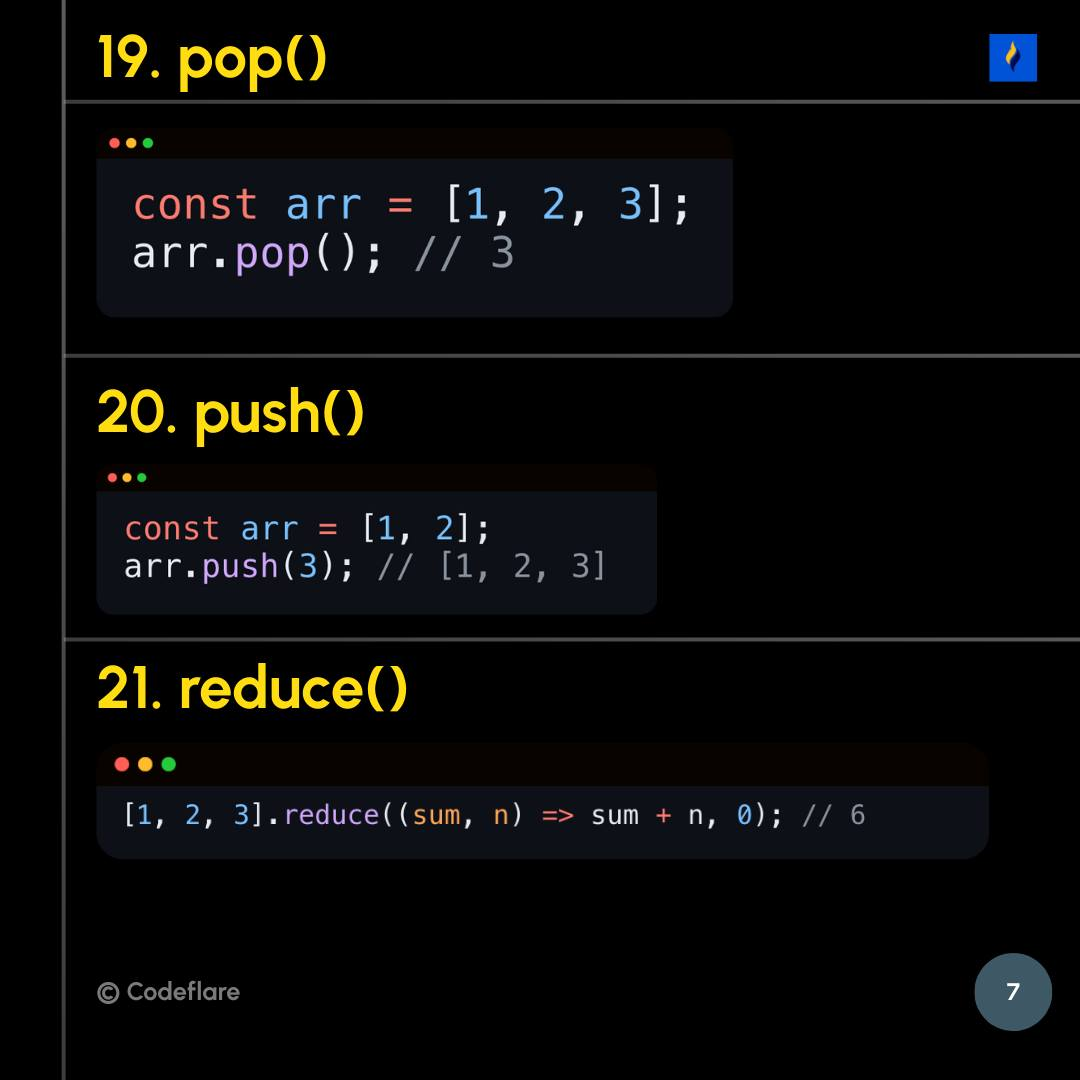 19. pop()
const arr = [1, 2, 3];
arr.pop(); // 3
20. push()
const arr = [1, 2];
arr.push(3); // [1, 2, 3]
21. reduce()
[1, 2, 3].reduce((sum, n) => sum + n, 0); // 6
© Codeflare
7